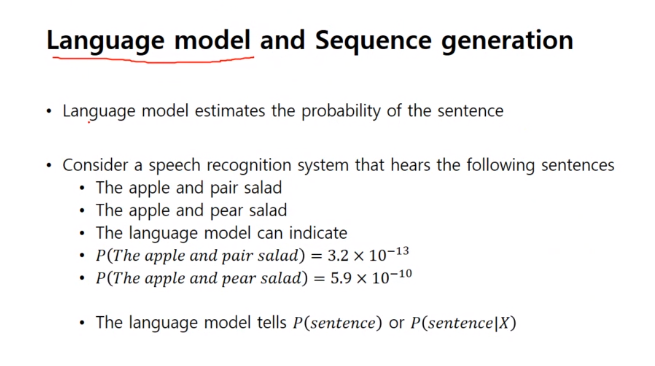 Language model and Sequence generation
• Language model estimates the probability of the sentence
• Consider a speech recognition system that hears the following sentences
• The apple and pair salad
• The apple and pear salad
• The language model can indicate
• P(The apple and pair salad) = 3.2 × 10⁻¹³
• P(The apple and pear salad) = 5.9 × 10⁻¹⁰
• The language model tells P(sentence) or P(sentence|X)